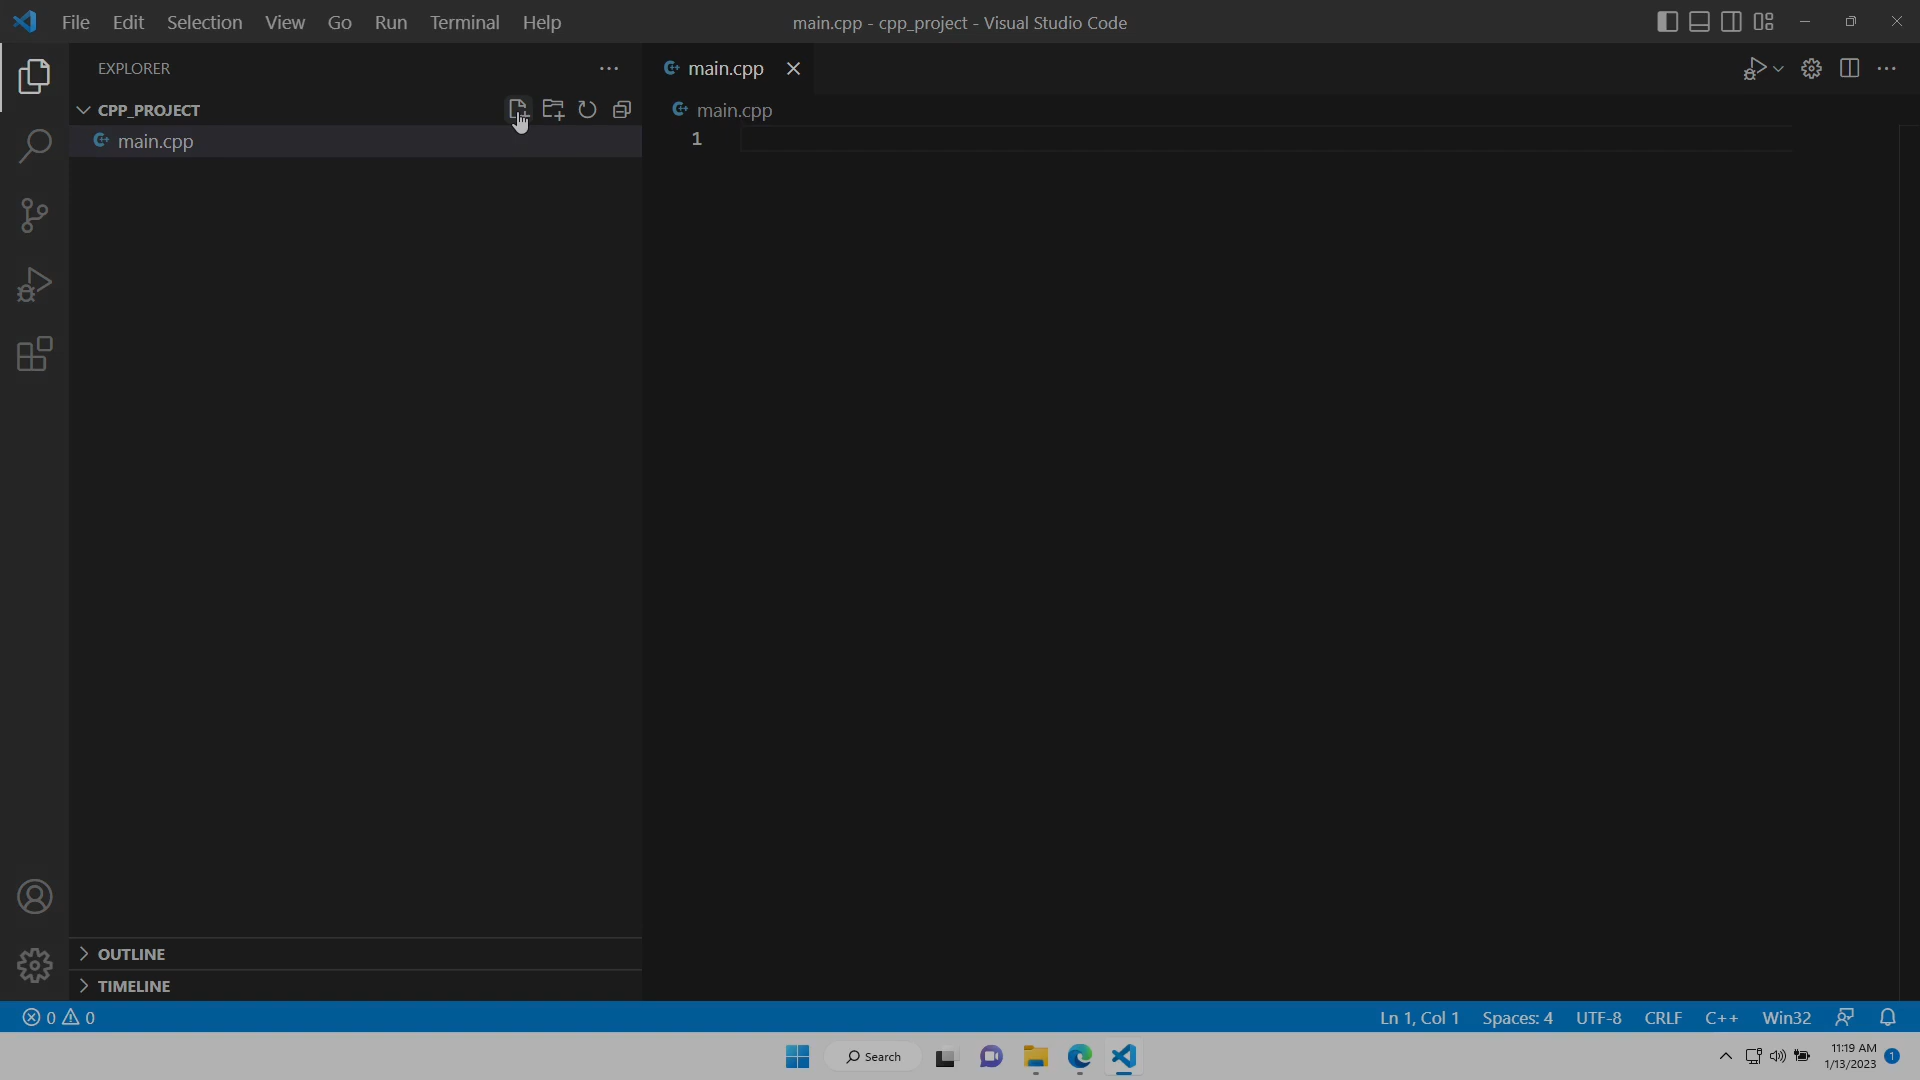 File Edit Selection View Go Run Terminal Help main.cpp - cpp_project - Visual Studio Code
EXPLORER
main.cpp
CPP_PROJECT
main.cpp
main.cpp
1
OUTLINE
TIMELINE
0 0 Ln 1, Col 1 Spaces: 4 UTF-8 CRLF C++ Win32
Search
11:19 AM
1/13/2023
1